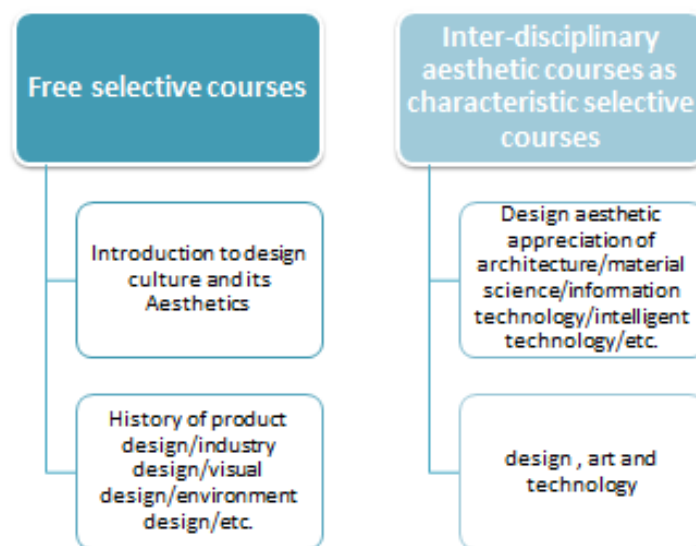 Free selective courses
Introduction to design
culture and its
Aesthetics
History of product
design/industry
design/visual
design/environment
design/etc.
Inter-disciplinary
aesthetic courses as
characteristic selective
courses
Design aesthetic
appreciation of
architecture/material
science/information
technology/intelligent
technology/etc.
design , art and
technology